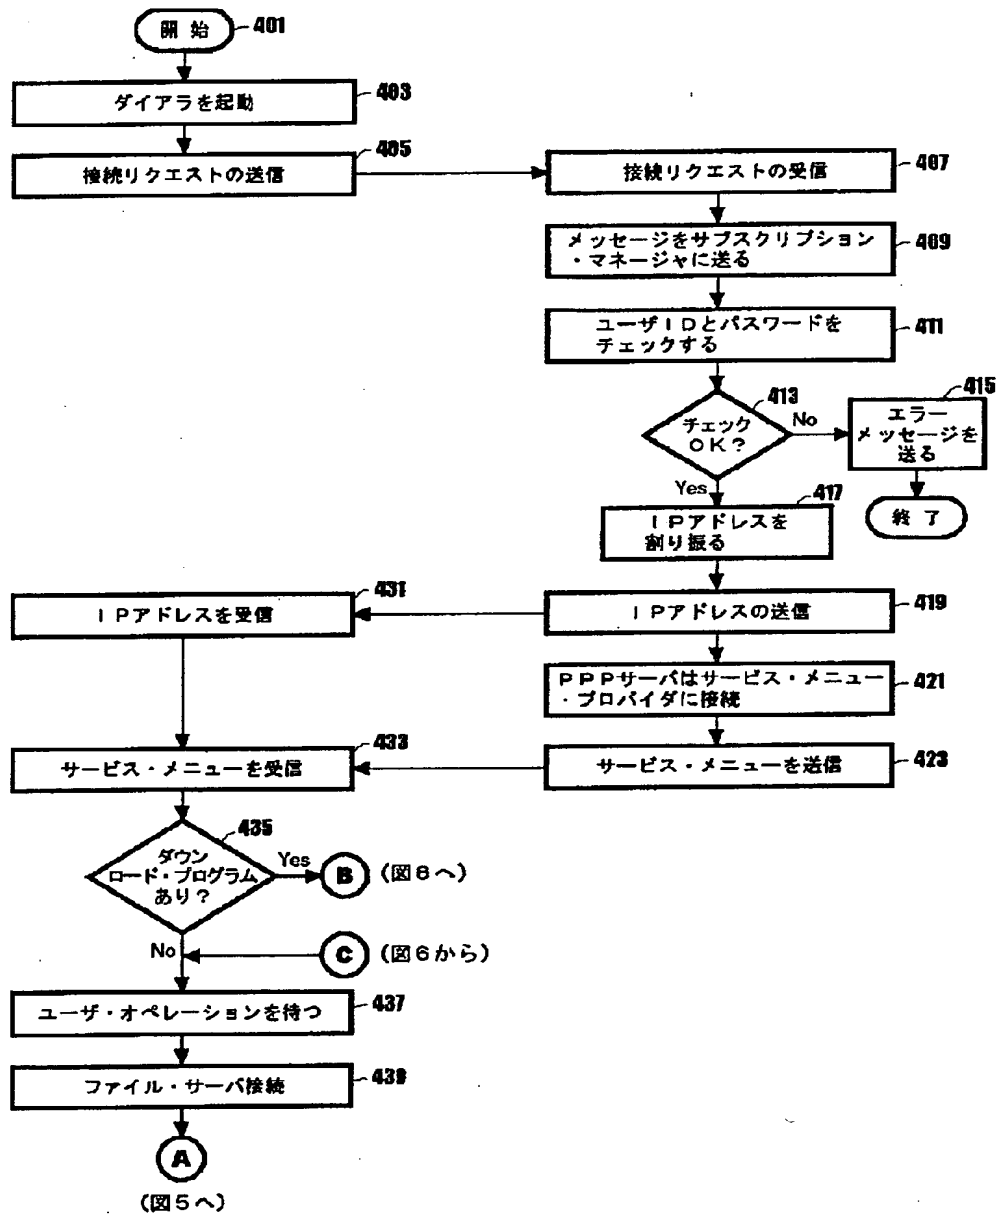 開 始
401
ダイアラを起動
403
接続リクエストの送信
405
接続リクエストの受信
407
メッセージをサブスクリプション
・マネージャに送る
409
ユーザIDとパスワードを
チェックする
411
チェック
OK?
413
No
Yes
エラー
メッセージを
送る
415
終 了
IPアドレスを
割り振る
417
IPアドレスの送信
419
IPアドレスを受信
431
PPPサーバはサービス・メニュー
・プロバイダに接続
421
サービス・メニューを送信
423
サービス・メニューを受信
433
ダウン
ロード・プログラム
あり?
435
Yes
B
(図6へ)
No
C
(図6から)
ユーザ・オペレーションを待つ
437
ファイル・サーバ接続
439
A
(図5へ)